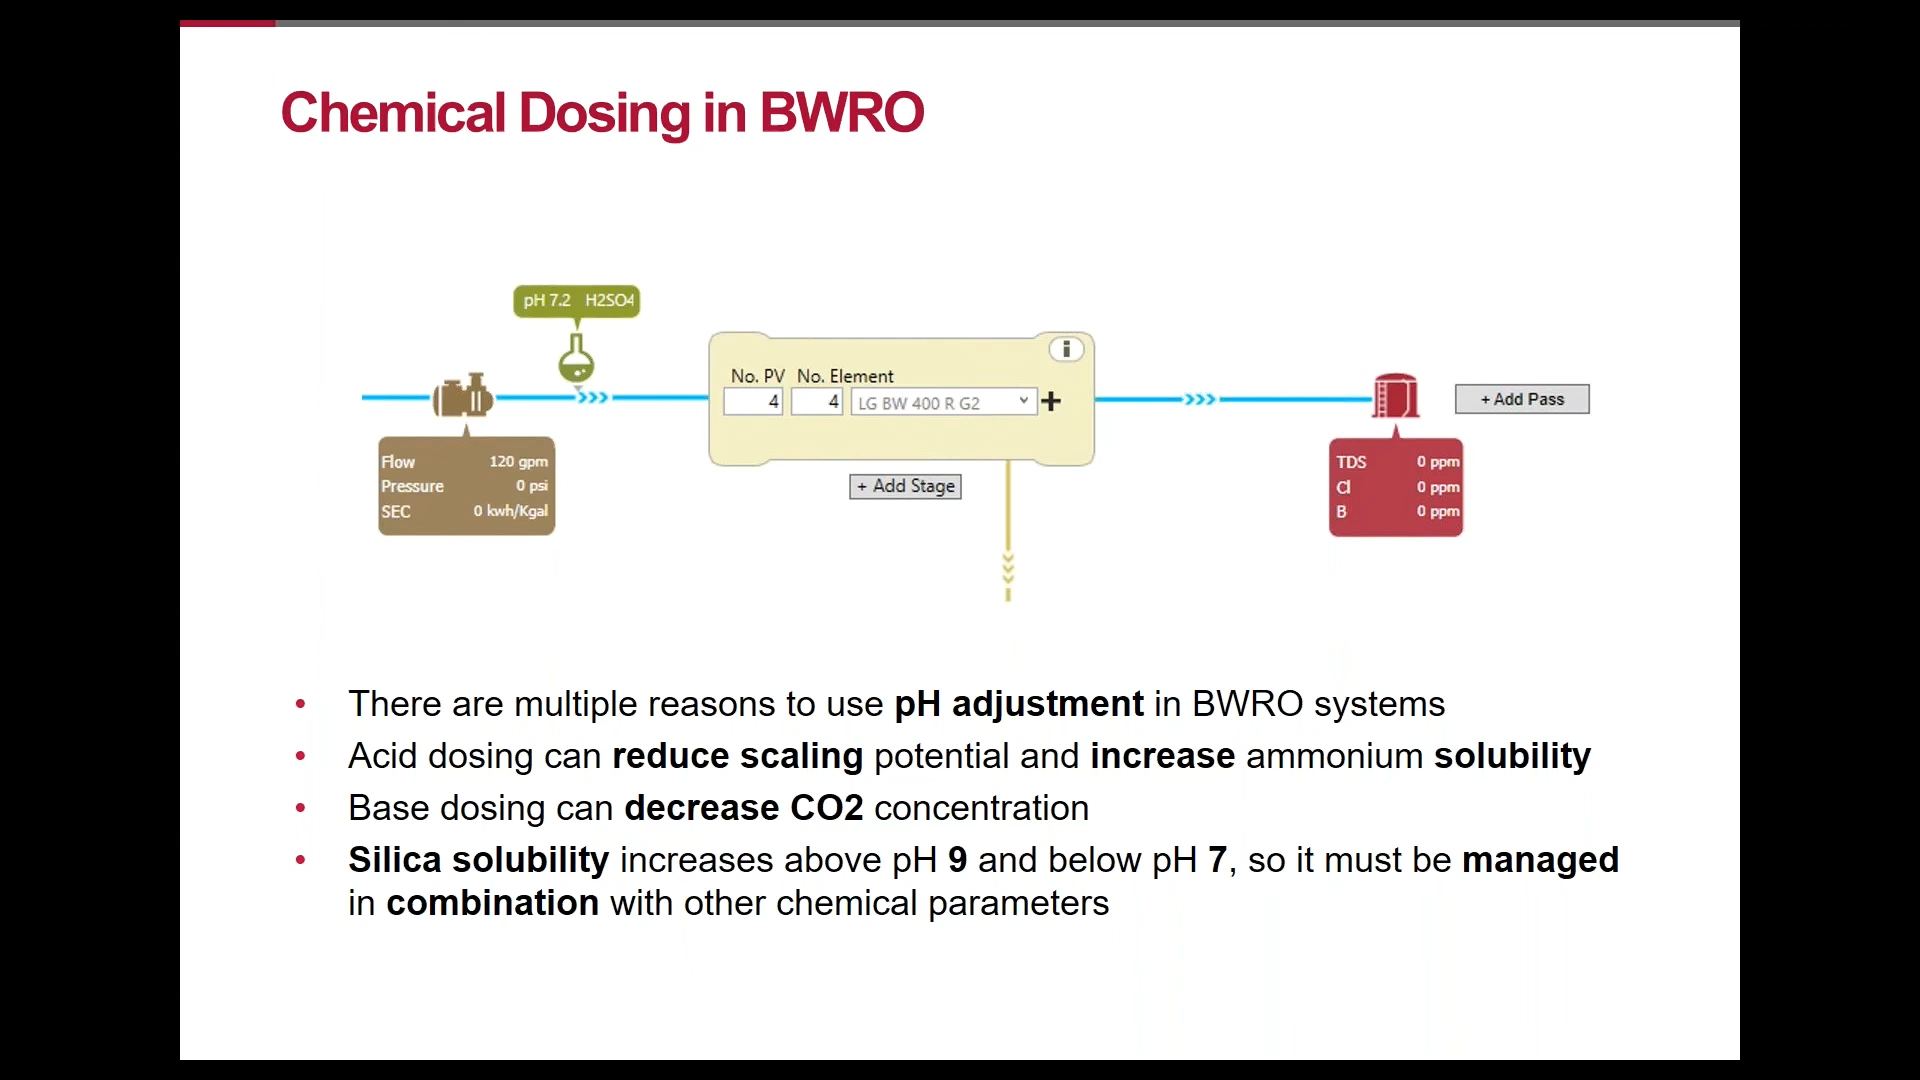 Chemical Dosing in BWRO
pH 7.2 H2SO4
No. PV No. Element
4 4 LG BW 400 R G2
+ Add Stage
+ Add Pass
Flow 120 gpm
Pressure 0 psi
SEC 0 kwh/Kgal
TDS 0 ppm
Cl 0 ppm
B 0 ppm
• There are multiple reasons to use pH adjustment in BWRO systems
• Acid dosing can reduce scaling potential and increase ammonium solubility
• Base dosing can decrease CO2 concentration
• Silica solubility increases above pH 9 and below pH 7, so it must be managed
in combination with other chemical parameters